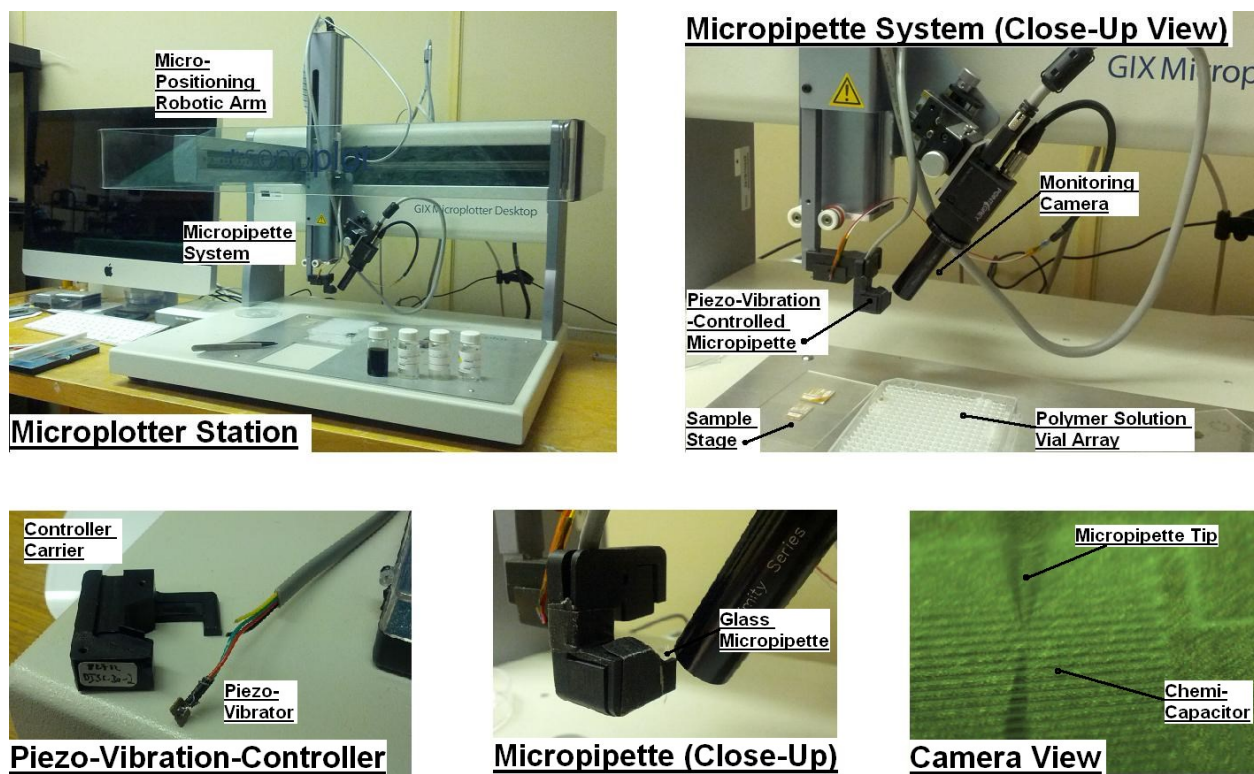 Micro-
Positioning
Robotic Arm
GIX Microplotter Desktop
Micropipette
System
Microplotter Station
Micropipette System (Close-Up View)
GIX Microp
Monitoring
Camera
Piezo-Vibration
-Controlled
Micropipette
Sample
Stage
Polymer Solution
Vial Array
Controller
Carrier
Piezo-
Vibrator
Piezo-Vibration-Controller
imity Series
Glass
Micropipette
Micropipette (Close-Up)
Micropipette Tip
Chemi-
Capacitor
Camera View